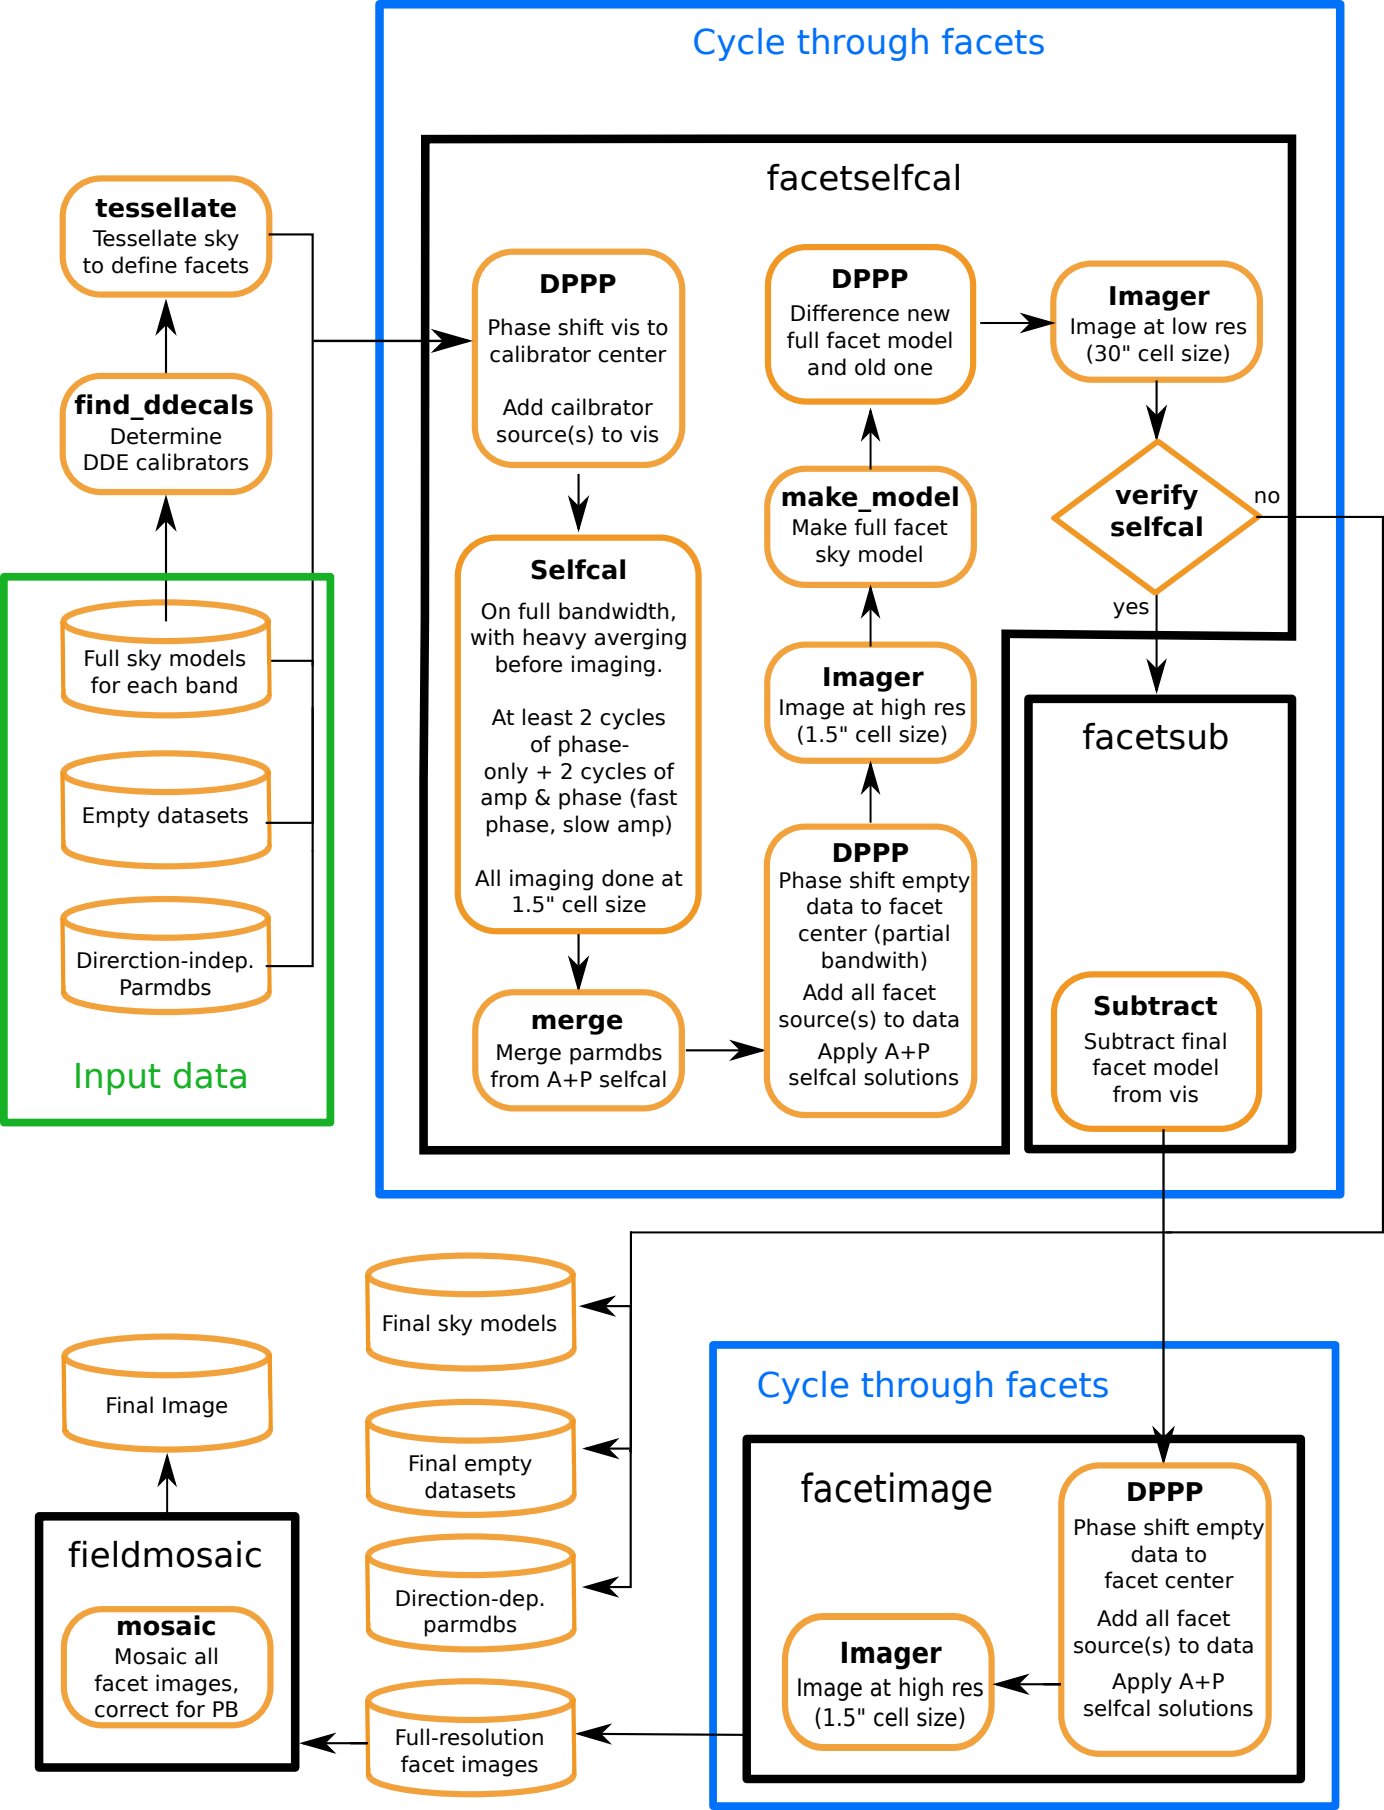 Cycle through facets
facetselfcal
tessellate
Tessellate sky
to define facets
find_ddecals
Determine
DDE calibrators
Full sky models
for each band
Empty datasets
Direrction-indep.
Parmdbs
Input data
DPPP
Phase shift vis to
calibrator center
Add cailbrator
source(s) to vis
Selfcal
On full bandwidth,
with heavy averging
before imaging.
At least 2 cycles
of phase-
only + 2 cycles of
amp & phase (fast
phase, slow amp)
All imaging done at
1.5" cell size
merge
Merge parmdbs
from A+P selfcal
DPPP
Phase shift empty
data to facet
center (partial
bandwith)
Add all facet
source(s) to data
Apply A+P
selfcal solutions
Imager
Image at high res
(1.5" cell size)
make_model
Make full facet
sky model
DPPP
Difference new
full facet model
and old one
Imager
Image at low res
(30" cell size)
verify
selfcal
no
yes
facetsub
Subtract
Subtract final
facet model
from vis
Final sky models
Final empty
datasets
Direction-dep.
parmdbs
Full-resolution
facet images
Cycle through facets
facetimage
DPPP
Phase shift empty
data to
facet center
Add all facet
source(s) to data
Apply A+P
selfcal solutions
Imager
Image at high res
(1.5" cell size)
Final Image
fieldmosaic
mosaic
Mosaic all
facet images,
correct for PB